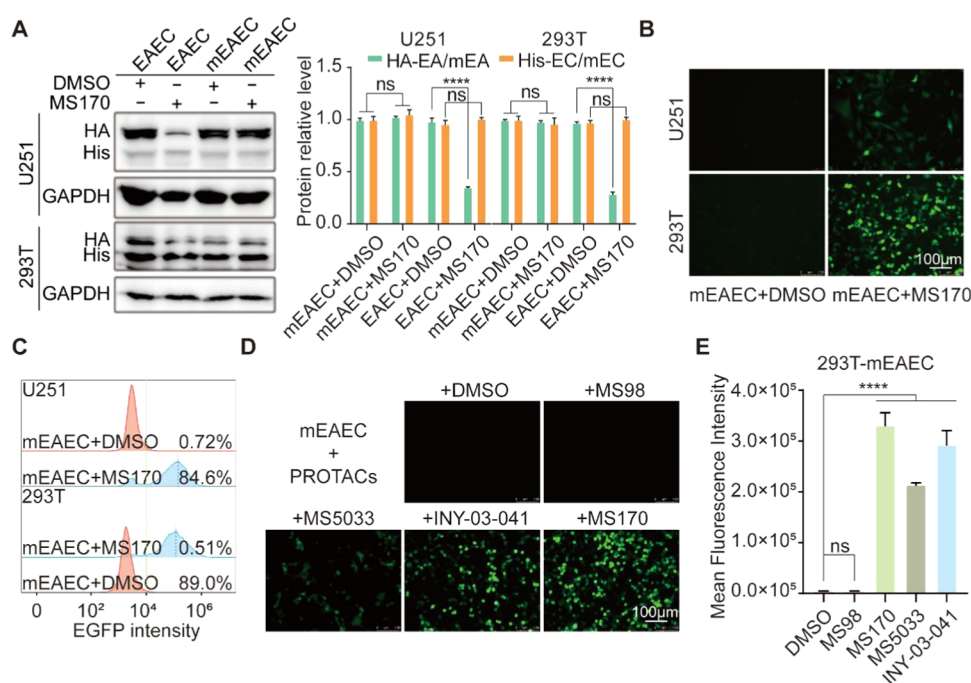 A
EAEC EAEC mEAEC mEAEC
DMSO + − + −
MS170 − + − +
U251
HA
His
GAPDH
293T
HA
His
GAPDH
U251 293T
HA-EA/mEA His-EC/mEC
Protein relative level
1.5
1.0
0.5
0.0
ns **** ns ns **** ns
mEAEC+DMSO
mEAEC+MS170
EAEC+DMSO
EAEC+MS170
mEAEC+DMSO
mEAEC+MS170
EAEC+DMSO
EAEC+MS170
B
U251
293T
100μm
mEAEC+DMSO mEAEC+MS170
C
U251
mEAEC+DMSO 0.72%
mEAEC+MS170 84.6%
293T
mEAEC+MS170 0.51%
mEAEC+DMSO 89.0%
0 10² 10⁴ 10⁶
EGFP intensity
D
+DMSO +MS98
mEAEC
+
PROTACs
+MS5033 +INY-03-041 +MS170
100μm
E
293T-mEAEC
Mean Fluorescence Intensity
4.0×10⁵
3.0×10⁵
2.0×10⁵
1.0×10⁵
0.0×10⁵
****
ns
DMSO
MS98
MS170
MS5033
INY-03-041